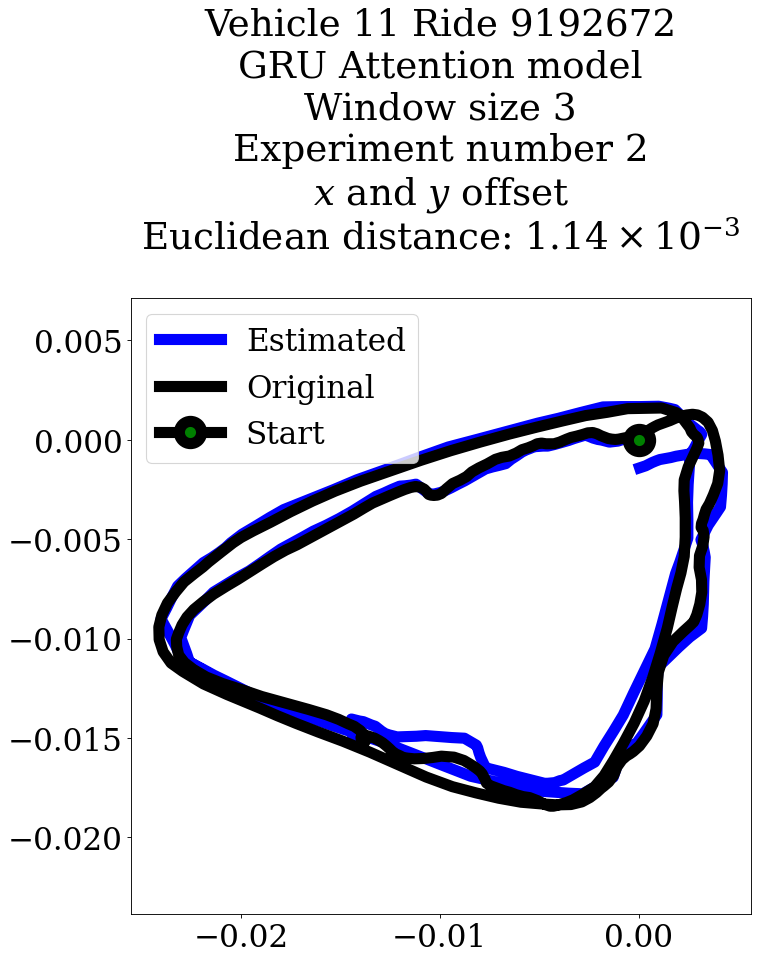 Vehicle 11 Ride 9192672
GRU Attention model
Window size 3
Experiment number 2
x and y offset
Euclidean distance: 1.14 × 10⁻³
Estimated
Original
Start
0.005
0.000
−0.005
−0.010
−0.015
−0.020
−0.02
−0.01
0.00